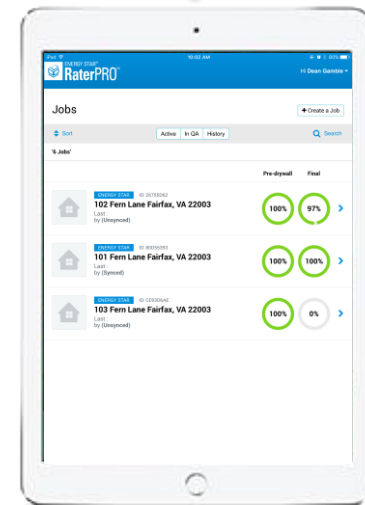 iPad
10:02 AM
80%
ENERGY STAR
RaterPRO
Hi Dean Gamble
Jobs
+ Create a Job
Sort
Active
In QA
History
Search
'6 Jobs'
Pre-drywall
Final
ENERGY STAR
102 Fern Lane Fairfax, VA 22003
Last :
by (Unsynced)
100%
97%
ENERGY STAR
101 Fern Lane Fairfax, VA 22003
Last :
by (Synced)
100%
100%
ENERGY STAR
103 Fern Lane Fairfax, VA 22003
Last :
by (Unsynced)
100%
0%